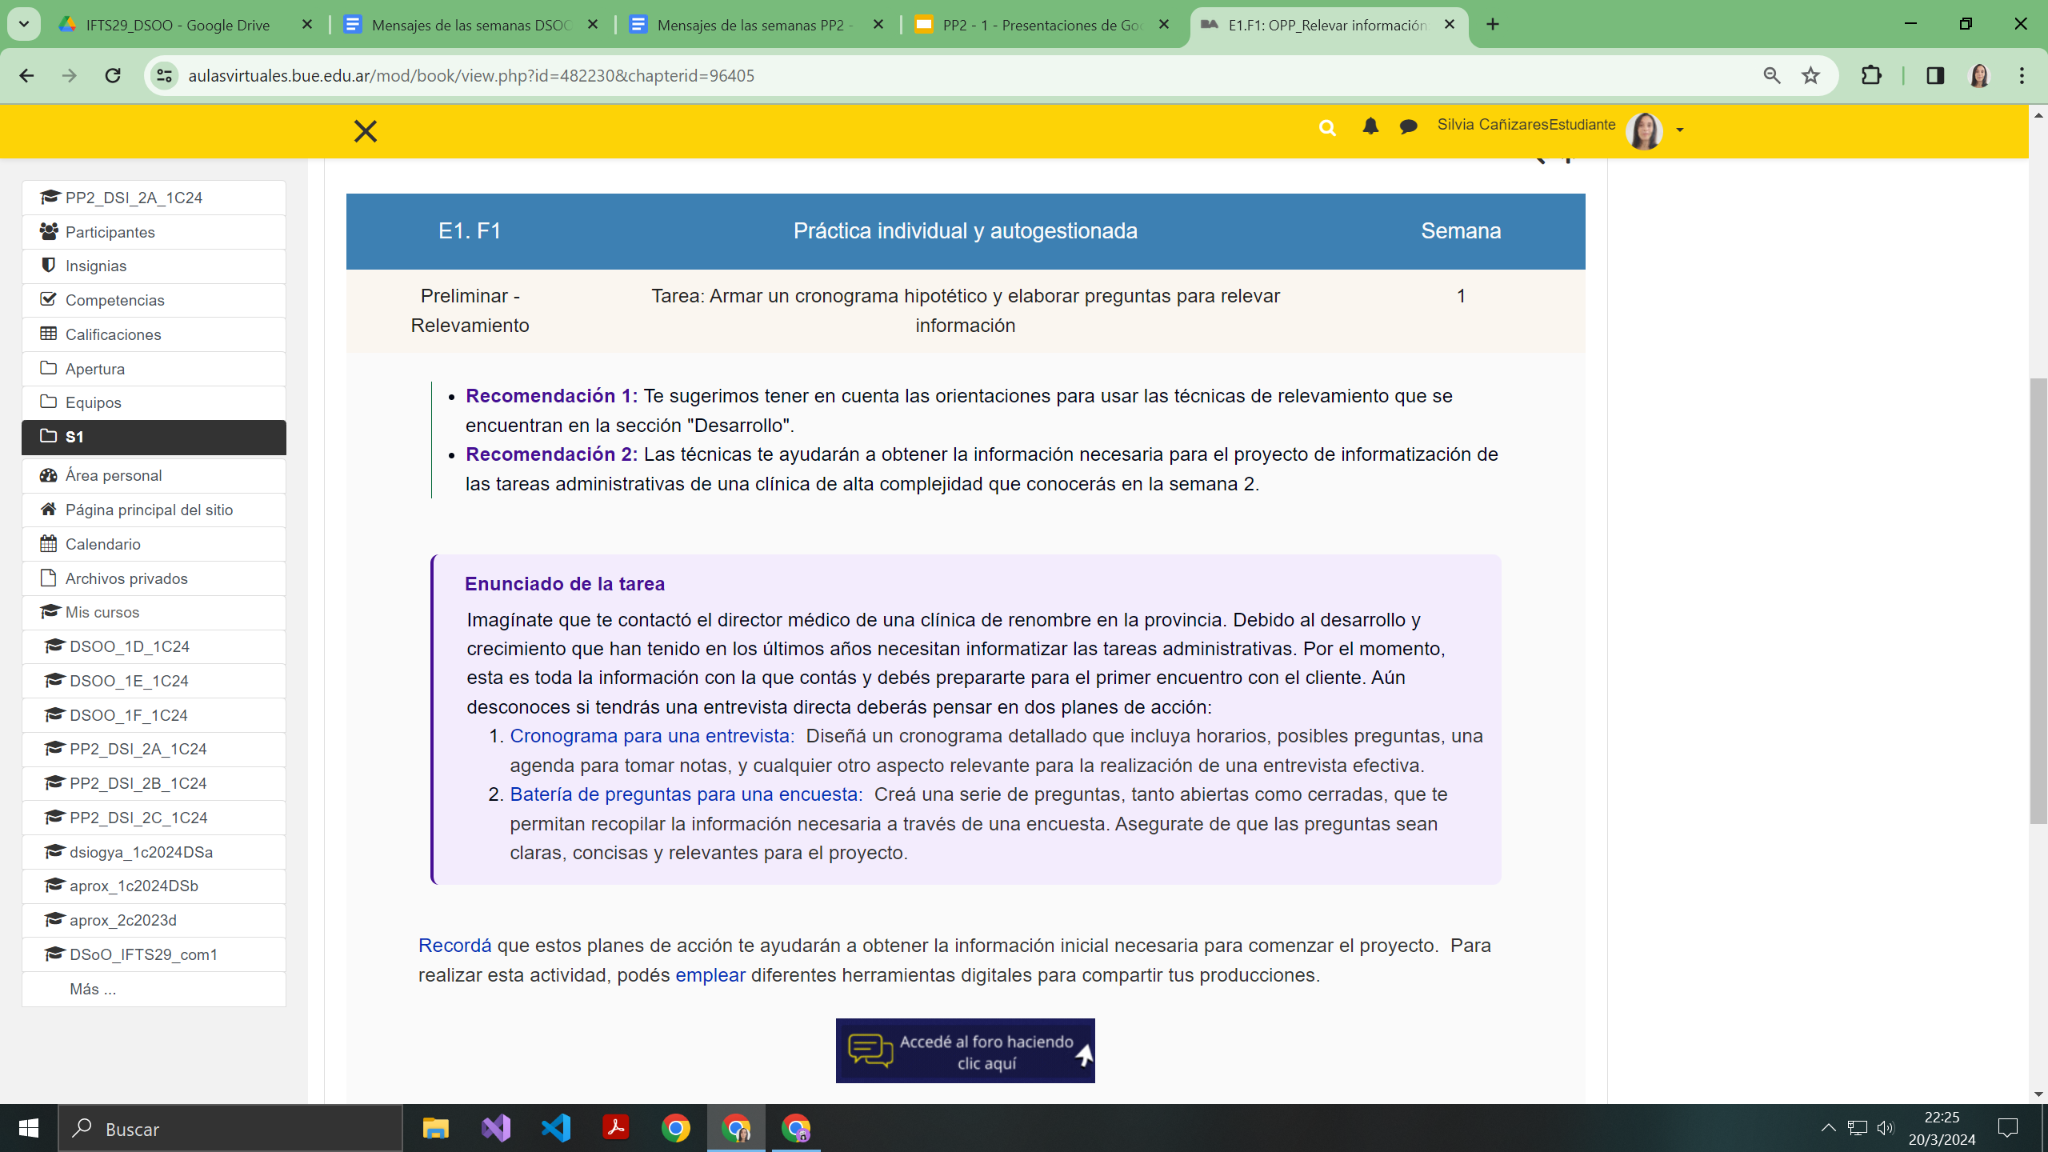 IFTS29_DSOO - Google Drive
Mensajes de las semanas DSOO
Mensajes de las semanas PP2 -
PP2 - 1 - Presentaciones de Goo
E1.F1: OPP_Relevar información
aulasvirtuales.bue.edu.ar/mod/book/view.php?id=482230&chapterid=96405
Silvia CañizaresEstudiante
PP2_DSI_2A_1C24
Participantes
Insignias
Competencias
Calificaciones
Apertura
Equipos
S1
Área personal
Página principal del sitio
Calendario
Archivos privados
Mis cursos
DSOO_1D_1C24
DSOO_1E_1C24
DSOO_1F_1C24
PP2_DSI_2A_1C24
PP2_DSI_2B_1C24
PP2_DSI_2C_1C24
dsiogya_1c2024DSa
aprox_1c2024DSb
aprox_2c2023d
DSoO_IFTS29_com1
Más ...
E1. F1 Práctica individual y autogestionada Semana
Preliminar - Tarea: Armar un cronograma hipotético y elaborar preguntas para relevar 1
Relevamiento información
• Recomendación 1: Te sugerimos tener en cuenta las orientaciones para usar las técnicas de relevamiento que se
encuentran en la sección "Desarrollo".
• Recomendación 2: Las técnicas te ayudarán a obtener la información necesaria para el proyecto de informatización de
las tareas administrativas de una clínica de alta complejidad que conocerás en la semana 2.
Enunciado de la tarea
Imagínate que te contactó el director médico de una clínica de renombre en la provincia. Debido al desarrollo y
crecimiento que han tenido en los últimos años necesitan informatizar las tareas administrativas. Por el momento,
esta es toda la información con la que contás y debés prepararte para el primer encuentro con el cliente. Aún
desconoces si tendrás una entrevista directa deberás pensar en dos planes de acción:
1. Cronograma para una entrevista: Diseñá un cronograma detallado que incluya horarios, posibles preguntas, una
agenda para tomar notas, y cualquier otro aspecto relevante para la realización de una entrevista efectiva.
2. Batería de preguntas para una encuesta: Creá una serie de preguntas, tanto abiertas como cerradas, que te
permitan recopilar la información necesaria a través de una encuesta. Asegurate de que las preguntas sean
claras, concisas y relevantes para el proyecto.
Recordá que estos planes de acción te ayudarán a obtener la información inicial necesaria para comenzar el proyecto. Para
realizar esta actividad, podés emplear diferentes herramientas digitales para compartir tus producciones.
Accedé al foro haciendo
clic aquí
Buscar
22:25
20/3/2024